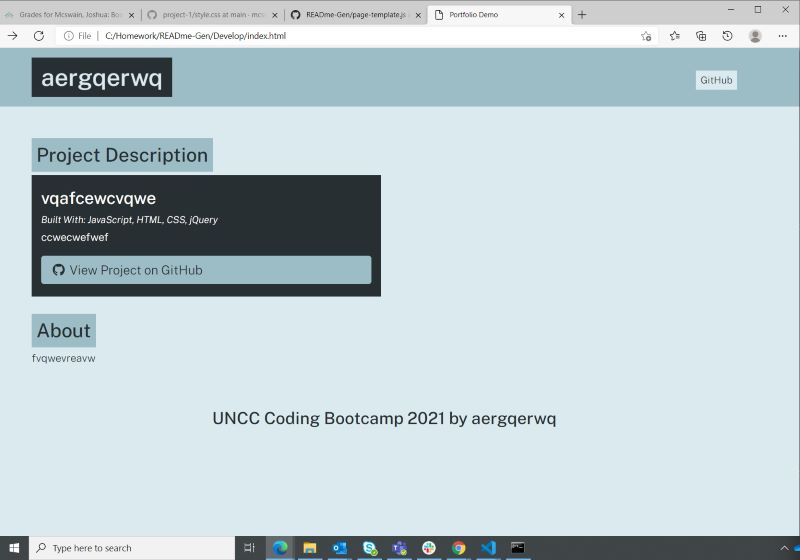 Grades for Mcswain, Joshua: Boo
project-1/style.css at main · mcsw
READme-Gen/page-template.js a
Portfolio Demo
File | C:/Homework/READme-Gen/Develop/index.html
aergqerwq
GitHub
Project Description
vqafcewcvqwe
Built With: JavaScript, HTML, CSS, jQuery
ccwecwefwef
View Project on GitHub
About
fvqwevreavw
UNCC Coding Bootcamp 2021 by aergqerwq
Type here to search